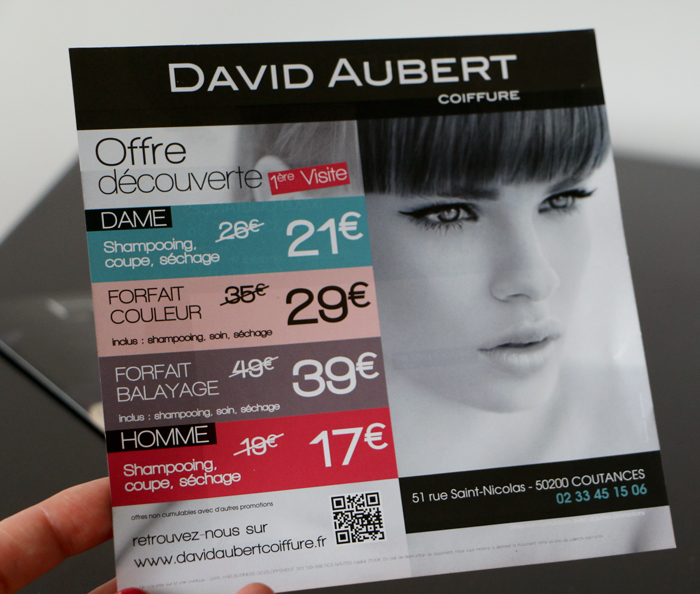 DAVID AUBERT
COIFFURE
Offre
découverte 1ère Visite
DAME
Shampooing,
coupe, séchage
26€ 21€
FORFAIT
COULEUR
35€ 29€
inclus : shampooing, soin, séchage
FORFAIT
BALAYAGE
49€ 39€
inclus : shampooing, soin, séchage
HOMME
Shampooing,
coupe, séchage
19€ 17€
offres non cumulables avec d'autres promotions
retrouvez-nous sur
www.davidaubertcoiffure.fr
51 rue Saint-Nicolas - 50200 COUTANCES
02 33 45 15 06